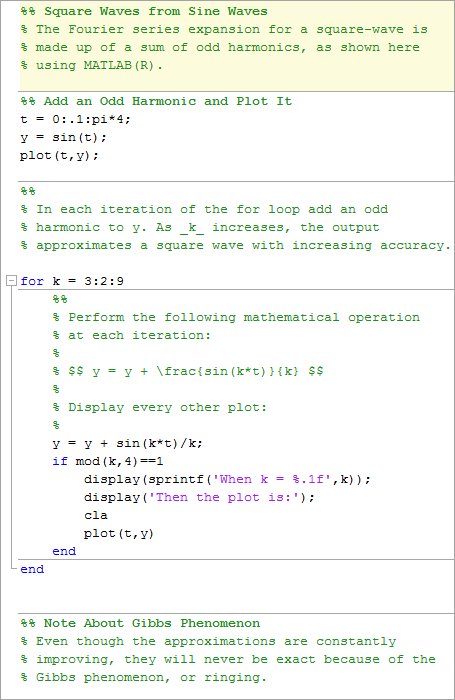 %% Square Waves from Sine Waves
% The Fourier series expansion for a square-wave is
% made up of a sum of odd harmonics, as shown here
% using MATLAB(R).
%% Add an Odd Harmonic and Plot It
t = 0:.1:pi*4;
y = sin(t);
plot(t,y);
%%
% In each iteration of the for loop add an odd
% harmonic to y. As _k_ increases, the output
% approximates a square wave with increasing accuracy.
for k = 3:2:9
    %%
    % Perform the following mathematical operation
    % at each iteration:
    %
    % $$ y = y + \frac{sin(k*t)}{k} $$
    %
    % Display every other plot:
    %
    y = y + sin(k*t)/k;
    if mod(k,4)==1
        display(sprintf('When k = %.1f',k));
        display('Then the plot is:');
        cla
        plot(t,y)
    end
end
%% Note About Gibbs Phenomenon
% Even though the approximations are constantly
% improving, they will never be exact because of the
% Gibbs phenomenon, or ringing.